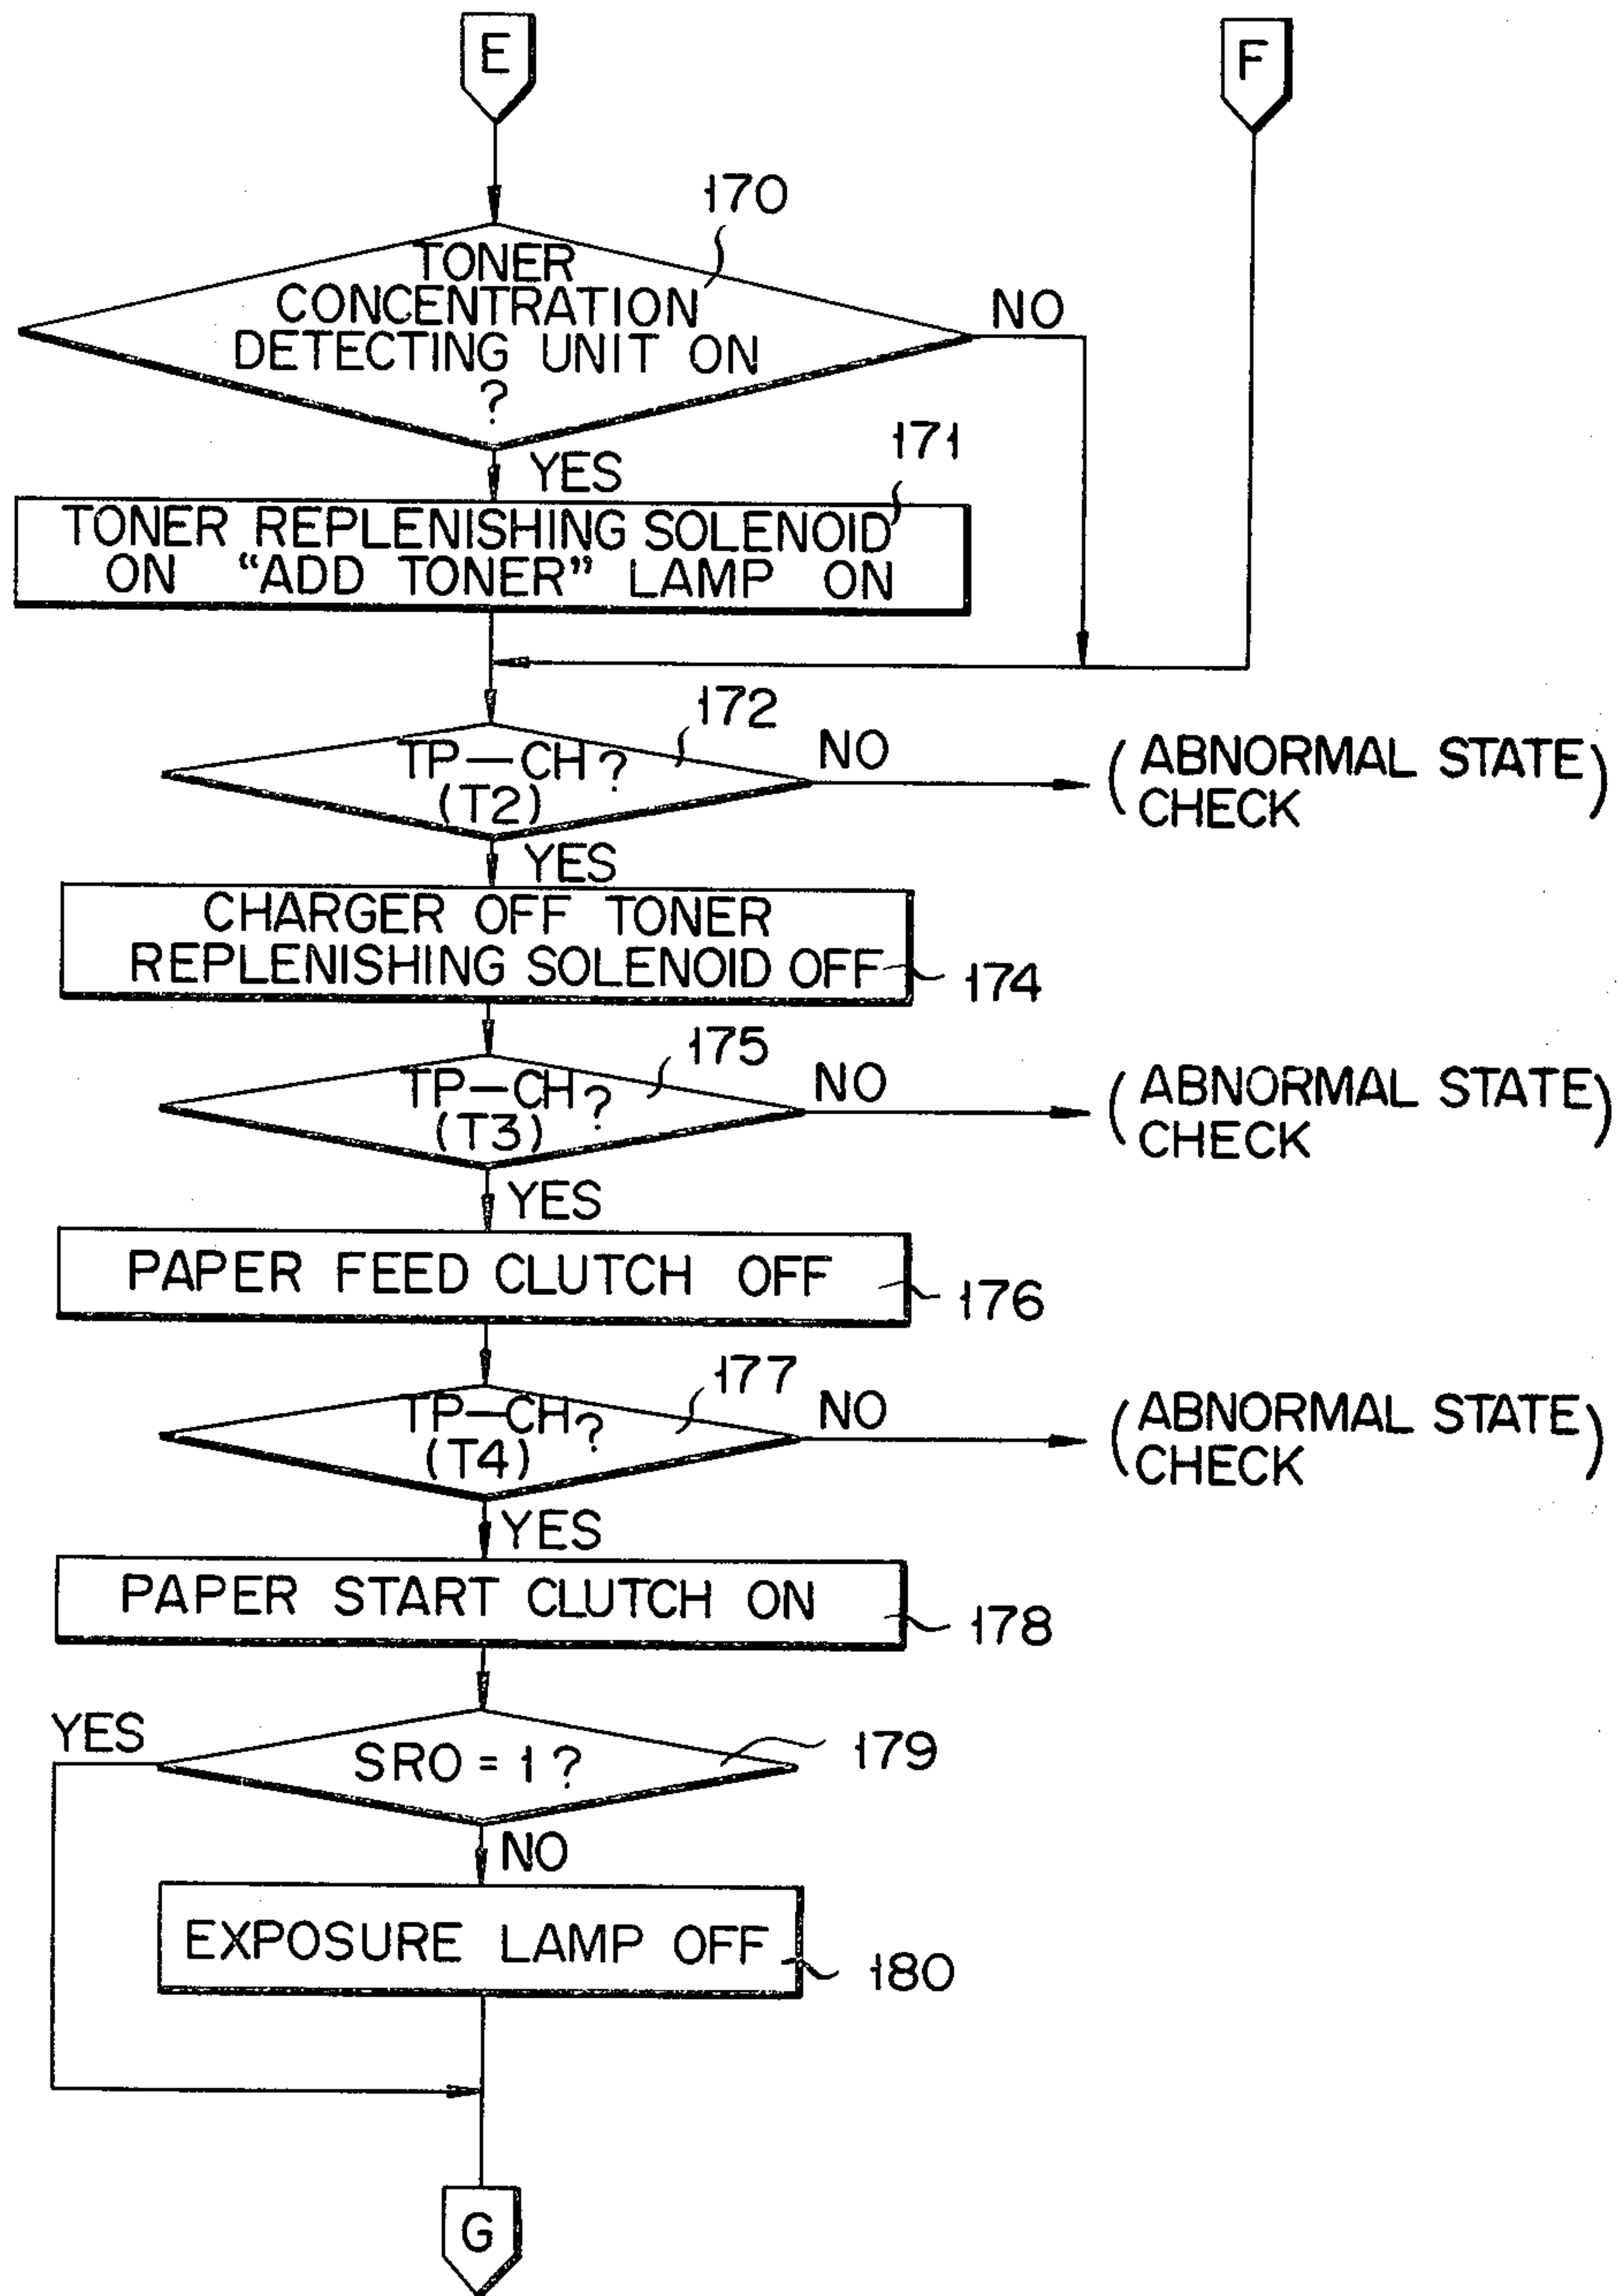 E
F
170
TONER
CONCENTRATION
DETECTING UNIT ON
?
NO
YES
171
TONER REPLENISHING SOLENOID
ON “ADD TONER” LAMP ON
172
TP—CH?
(T2)
NO
(ABNORMAL STATE)
CHECK
YES
CHARGER OFF TONER
REPLENISHING SOLENOID OFF
174
175
TP—CH?
(T3)
NO
(ABNORMAL STATE)
CHECK
YES
PAPER FEED CLUTCH OFF
176
177
TP—CH?
(T4)
NO
(ABNORMAL STATE)
CHECK
YES
PAPER START CLUTCH ON
178
YES
SRO = 1 ?
179
NO
EXPOSURE LAMP OFF
180
G